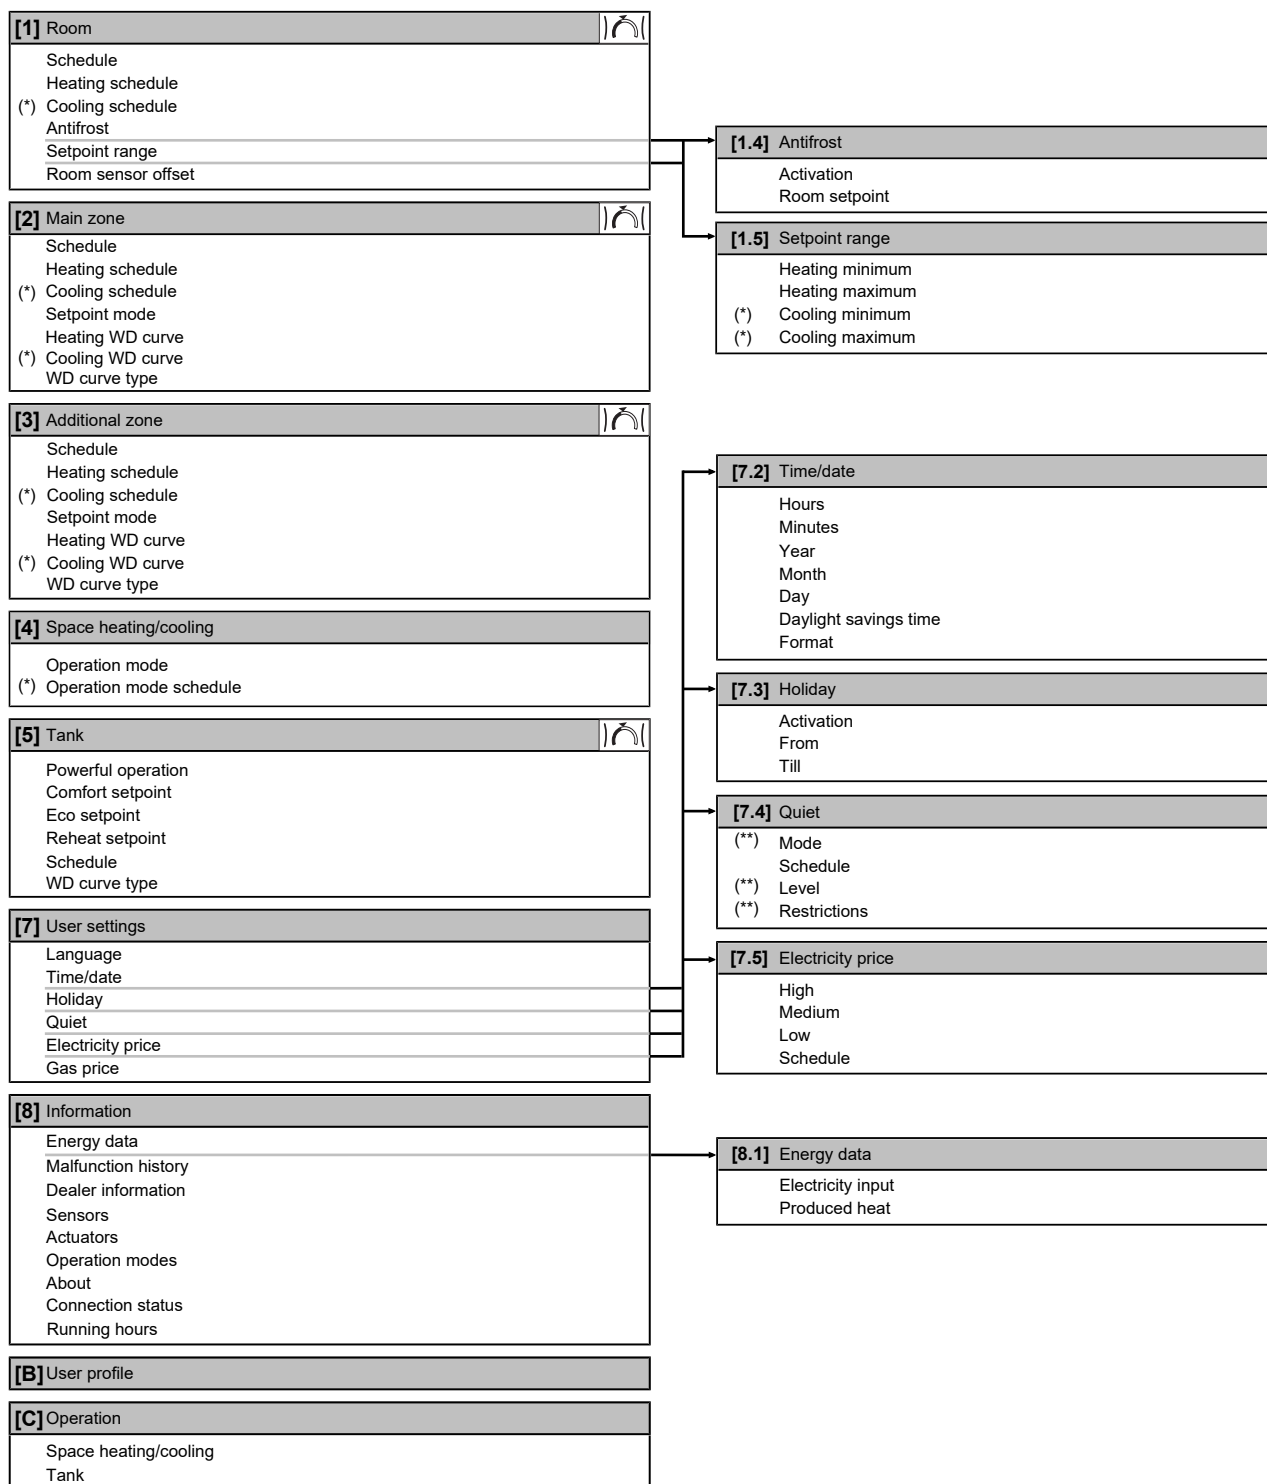 [1] Room
Schedule
Heating schedule
(*) Cooling schedule
Antifrost
Setpoint range
Room sensor offset
[2] Main zone
Schedule
Heating schedule
(*) Cooling schedule
Setpoint mode
Heating WD curve
(*) Cooling WD curve
WD curve type
[3] Additional zone
Schedule
Heating schedule
(*) Cooling schedule
Setpoint mode
Heating WD curve
(*) Cooling WD curve
WD curve type
[4] Space heating/cooling
Operation mode
(*) Operation mode schedule
[5] Tank
Powerful operation
Comfort setpoint
Eco setpoint
Reheat setpoint
Schedule
WD curve type
[7] User settings
Language
Time/date
Holiday
Quiet
Electricity price
Gas price
[8] Information
Energy data
Malfunction history
Dealer information
Sensors
Actuators
Operation modes
About
Connection status
Running hours
[B] User profile
[C] Operation
Space heating/cooling
Tank
[1.4] Antifrost
Activation
Room setpoint
[1.5] Setpoint range
Heating minimum
Heating maximum
(*) Cooling minimum
(*) Cooling maximum
[7.2] Time/date
Hours
Minutes
Year
Month
Day
Daylight savings time
Format
[7.3] Holiday
Activation
From
Till
[7.4] Quiet
(**) Mode
Schedule
(**) Level
(**) Restrictions
[7.5] Electricity price
High
Medium
Low
Schedule
[8.1] Energy data
Electricity input
Produced heat